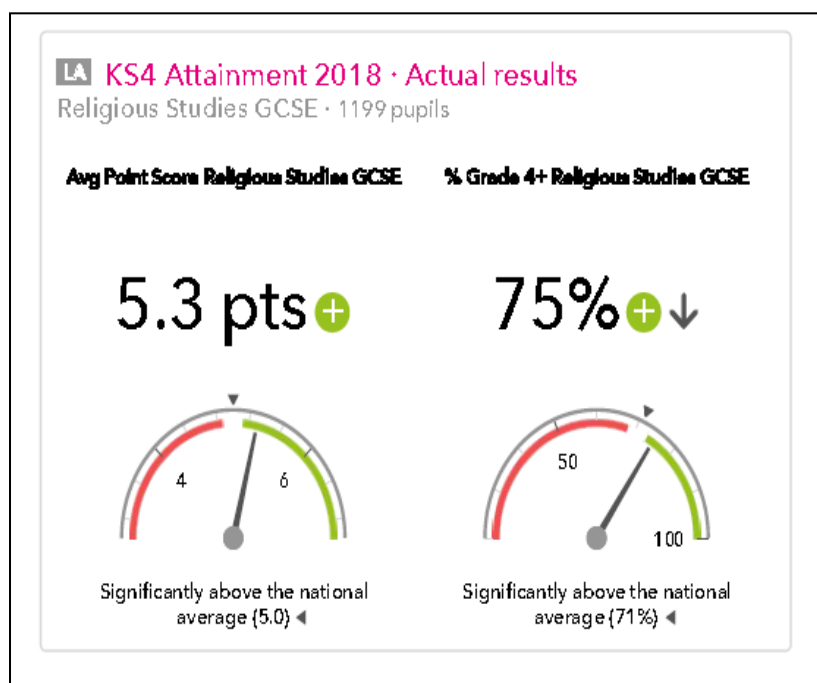 LA KS4 Attainment 2018 · Actual results
Religious Studies GCSE · 1199 pupils
Avg Point Score Religious Studies GCSE
% Grade 4+ Religious Studies GCSE
5.3 pts +
75% +
4
6
50
100
Significantly above the national
average (5.0)
Significantly above the national
average (71%)